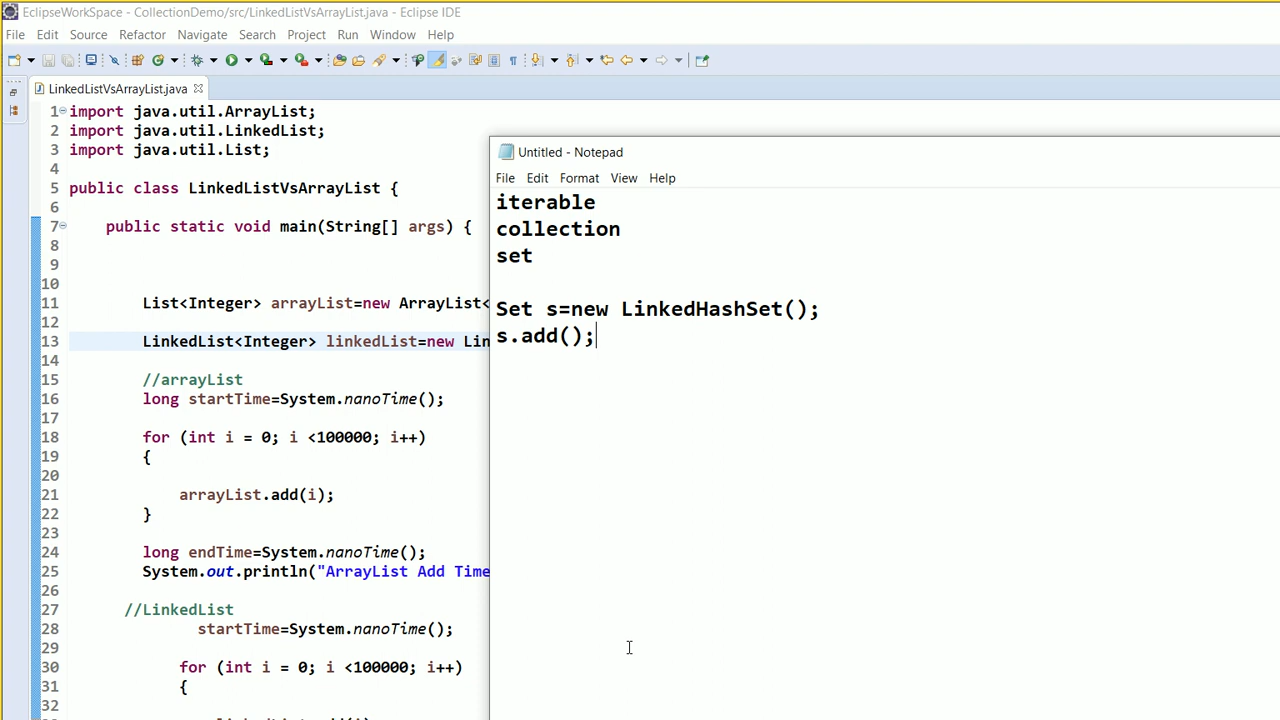 EclipseWorkSpace - CollectionDemo/src/LinkedListVsArrayList.java - Eclipse IDE
File Edit Source Refactor Navigate Search Project Run Window Help
LinkedListVsArrayList.java
1 import java.util.ArrayList;
2 import java.util.LinkedList;
3 import java.util.List;
4
5 public class LinkedListVsArrayList {
6
7 public static void main(String[] args) {
8
9
10
11 List<Integer> arrayList=new ArrayList<
12
13 LinkedList<Integer> linkedList=new Lin
14
15 //arrayList
16 long startTime=System.nanoTime();
17
18 for (int i = 0; i <100000; i++)
19 {
20
21 arrayList.add(i);
22 }
23
24 long endTime=System.nanoTime();
25 System.out.println("ArrayList Add Time
26
27 //LinkedList
28 startTime=System.nanoTime();
29
30 for (int i = 0; i <100000; i++)
31 {
32
Untitled - Notepad
File Edit Format View Help
iterable
collection
set
Set s=new LinkedHashSet();
s.add();